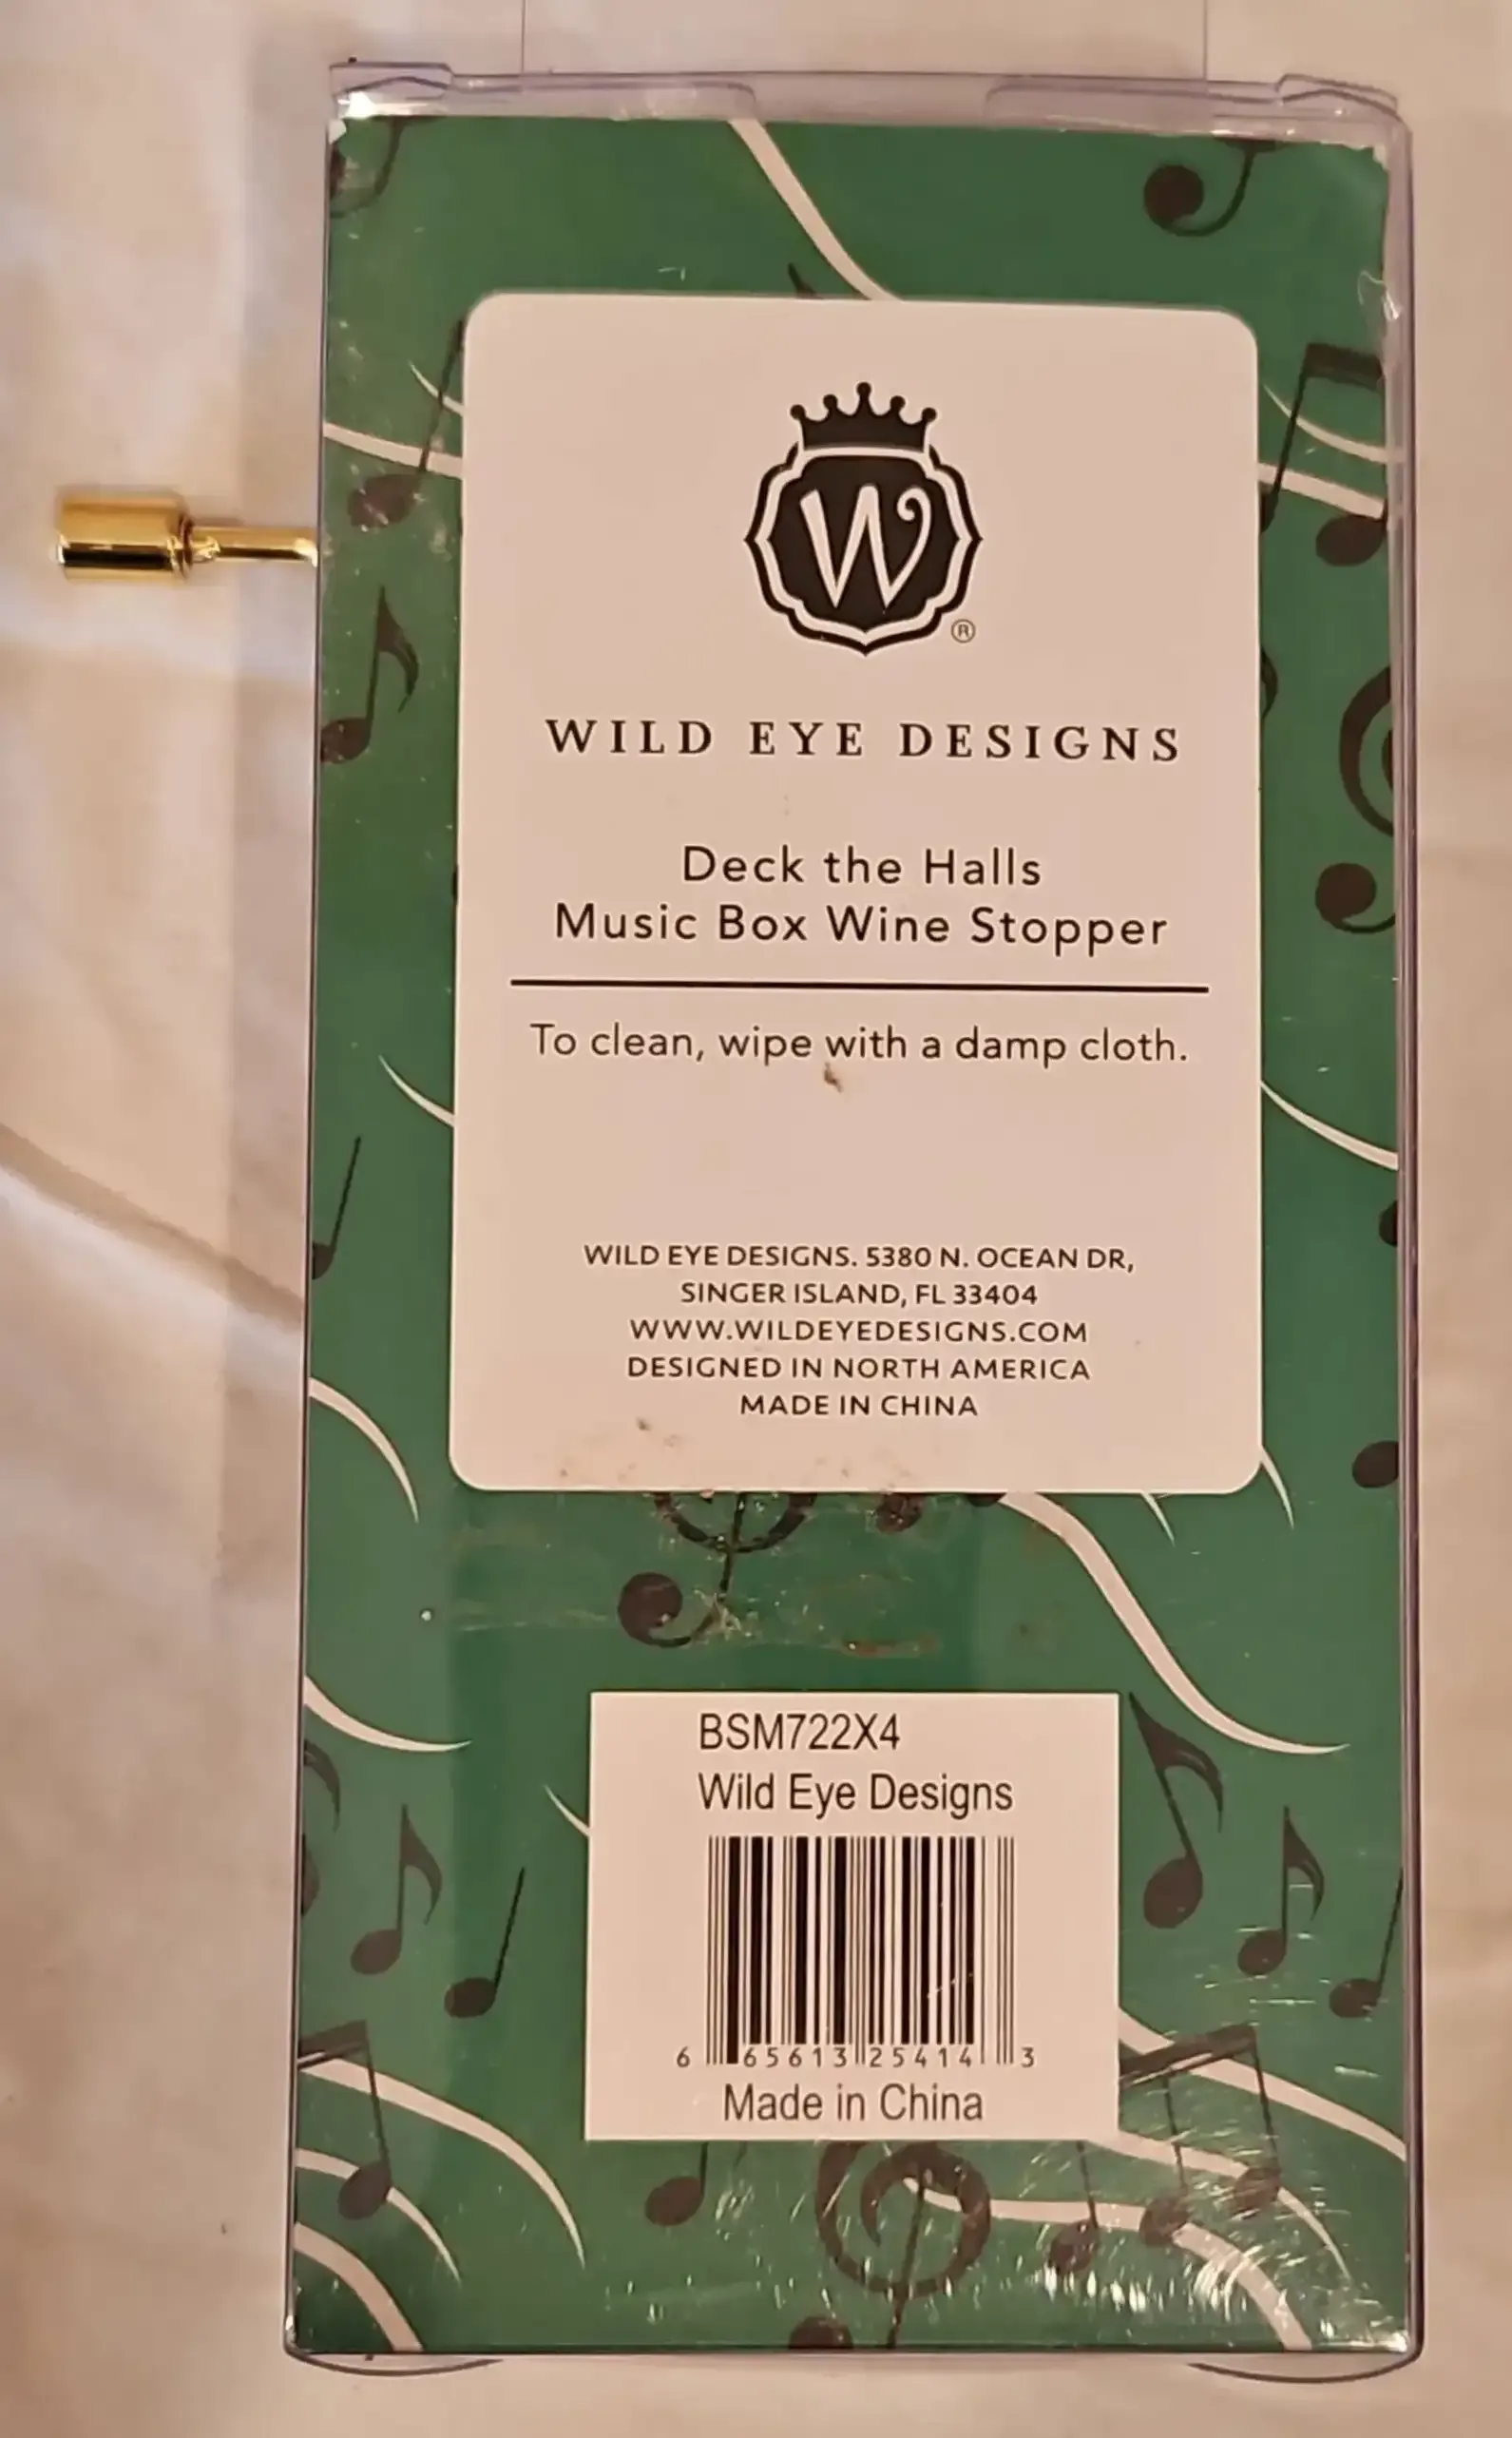 W
®
WILD EYE DESIGNS
Deck the Halls
Music Box Wine Stopper
To clean, wipe with a damp cloth.
WILD EYE DESIGNS. 5380 N. OCEAN DR,
SINGER ISLAND, FL 33404
WWW.WILDEYEDESIGNS.COM
DESIGNED IN NORTH AMERICA
MADE IN CHINA
BSM722X4
Wild Eye Designs
6 65613 25414 3
Made in China